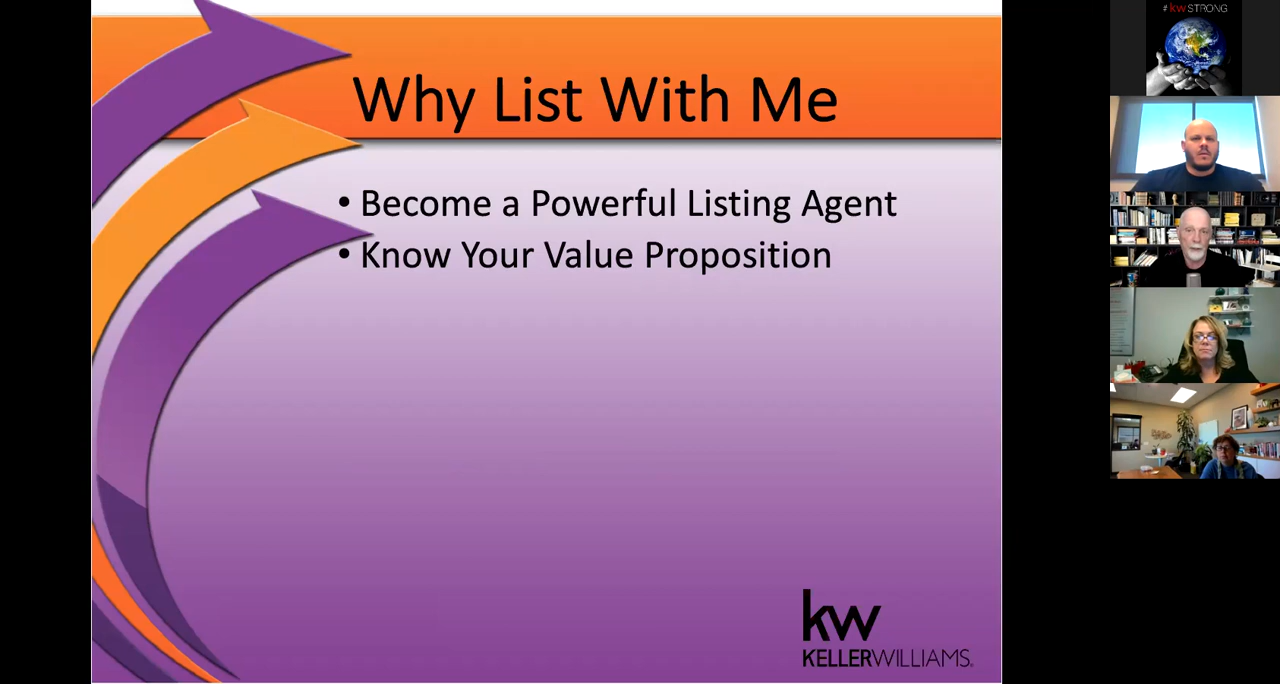 Why List With Me
• Become a Powerful Listing Agent
• Know Your Value Proposition
kw
KELLERWILLIAMS.
# kwSTRONG